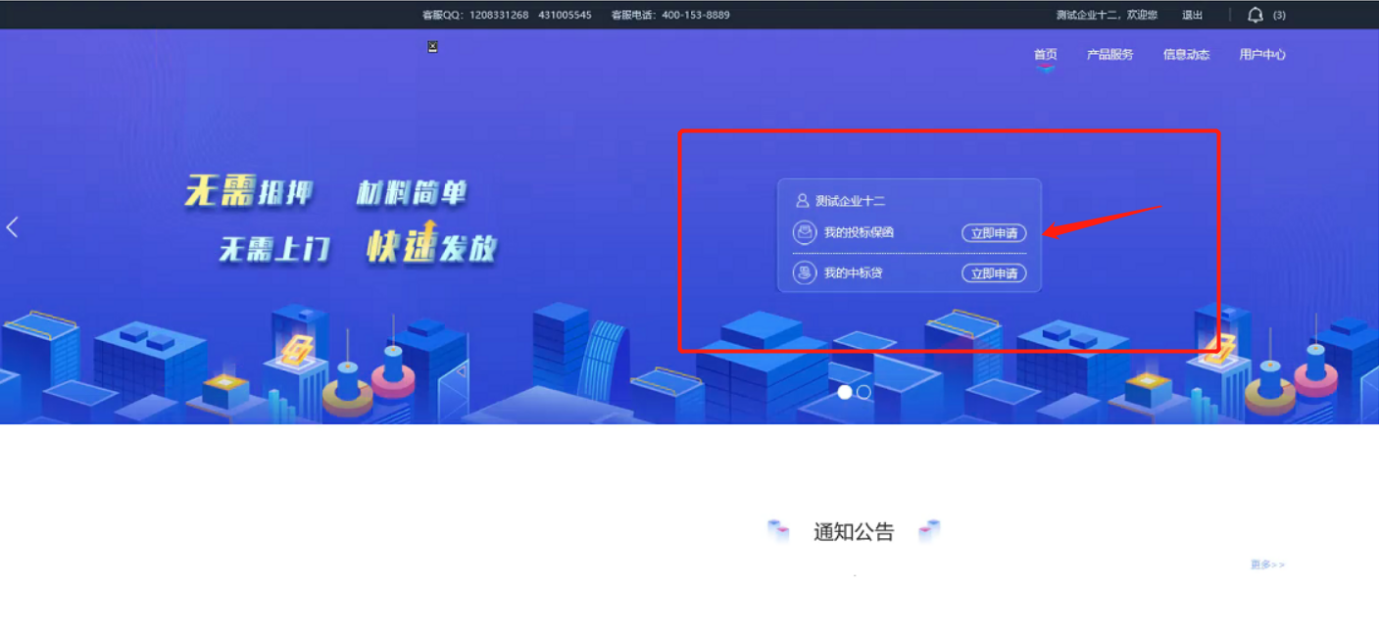 客服QQ：1208331268 431005545 客服电话：400-153-8889 测试企业十二，欢迎您 退出 (3)
首页 产品服务 信息动态 用户中心
无需抵押 材料简单
无需上门 快速发放
测试企业十二
我的投标保函 立即申请
我的中标贷 立即申请
通知公告
更多>>